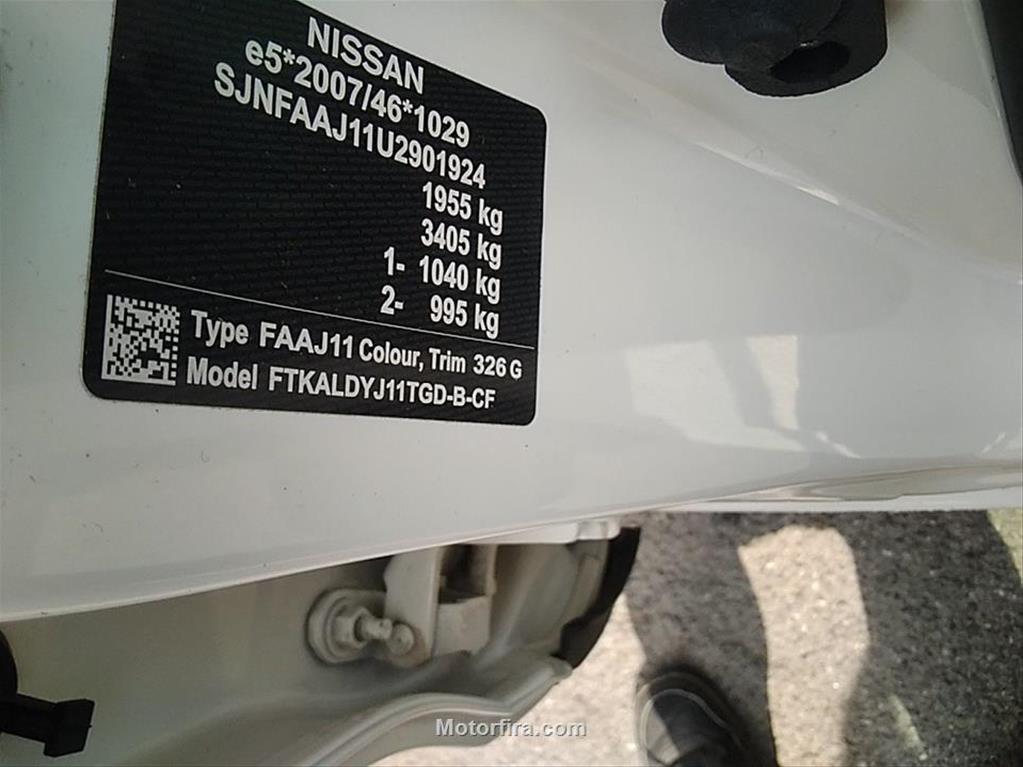 NISSAN
e5*2007/46*1029
SJNFAAJ11U2901924
1955 kg
3405 kg
1- 1040 kg
2- 995 kg
Type FAAJ11 Colour, Trim 326 G
Model FTKALDYJ11TGD-B-CF
Motorfira.com